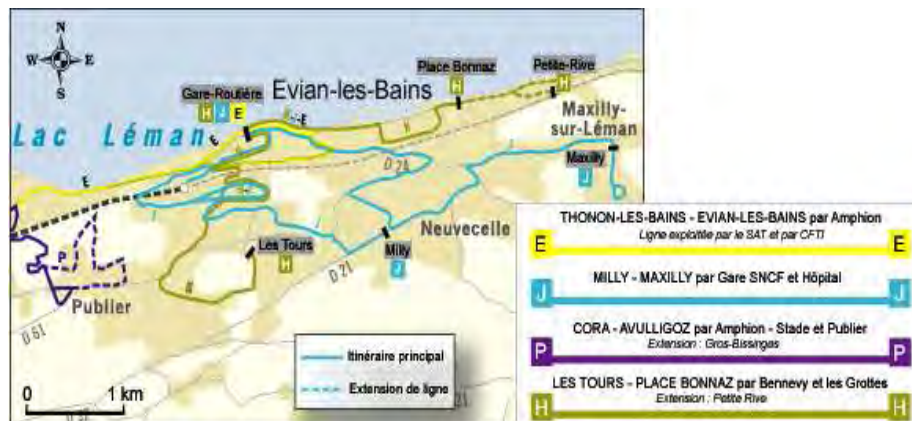 N
W E
S
Place Bonnaz
H
Petite-Rive
H
Gare-Routière
H J E
Evian-les-Bains
E
E
Maxilly-
sur-Léman
Lac Léman
D 24
Maxilly
J
E
H
J
J
Neuvecelle
Les Tours
H
Milly
J
D 21
P
H
Publier
D 61
0 1 km
Itinéraire principal
Extension de ligne
THONON-LES-BAINS - EVIAN-LES-BAINS par Amphion
E Ligne exploitée par le SAT et par CFTI E
MILLY - MAXILLY par Gare SNCF et Hôpital
J J
CORA - AVULLIGOZ par Amphion - Stade et Publier
P Extension : Gros-Bissinges P
LES TOURS - PLACE BONNAZ par Bennevy et les Grottes
H Extension : Petite Rive H